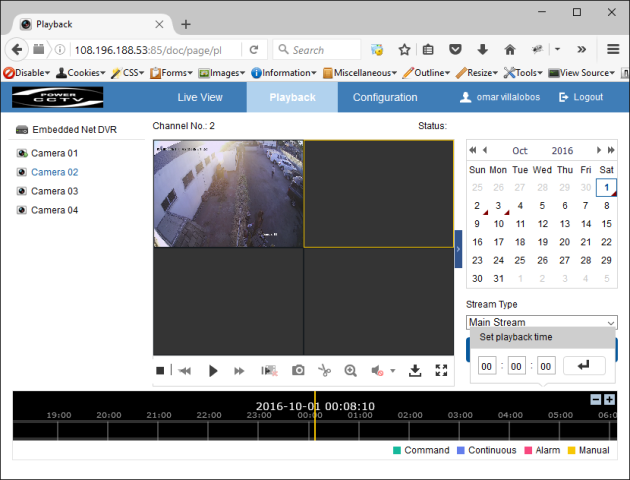 Playback
108.196.188.53:85/doc/page/pl
Search
Disable Cookies CSS Forms Images Information Miscellaneous Outline Resize Tools View Source
POWER
CCTV
Live View Playback Configuration omar villalobos Logout
Embedded Net DVR
Camera 01
Camera 02
Camera 03
Camera 04
Channel No.: 2 Status:
Oct 2016
Sun Mon Tue Wed Thu Fri Sat
25 26 27 28 29 30 1
2 3 4 5 6 7 8
9 10 11 12 13 14 15
16 17 18 19 20 21 22
23 24 25 26 27 28 29
30 31 1 2 3 4 5
Stream Type
Main Stream
Set playback time
00 : 00 : 00
2016-10-01 00:08:10
19:00 20:00 21:00 22:00 23:00 00:00 01:00 02:00 03:00 04:00 05:00 06:0
Command Continuous Alarm Manual